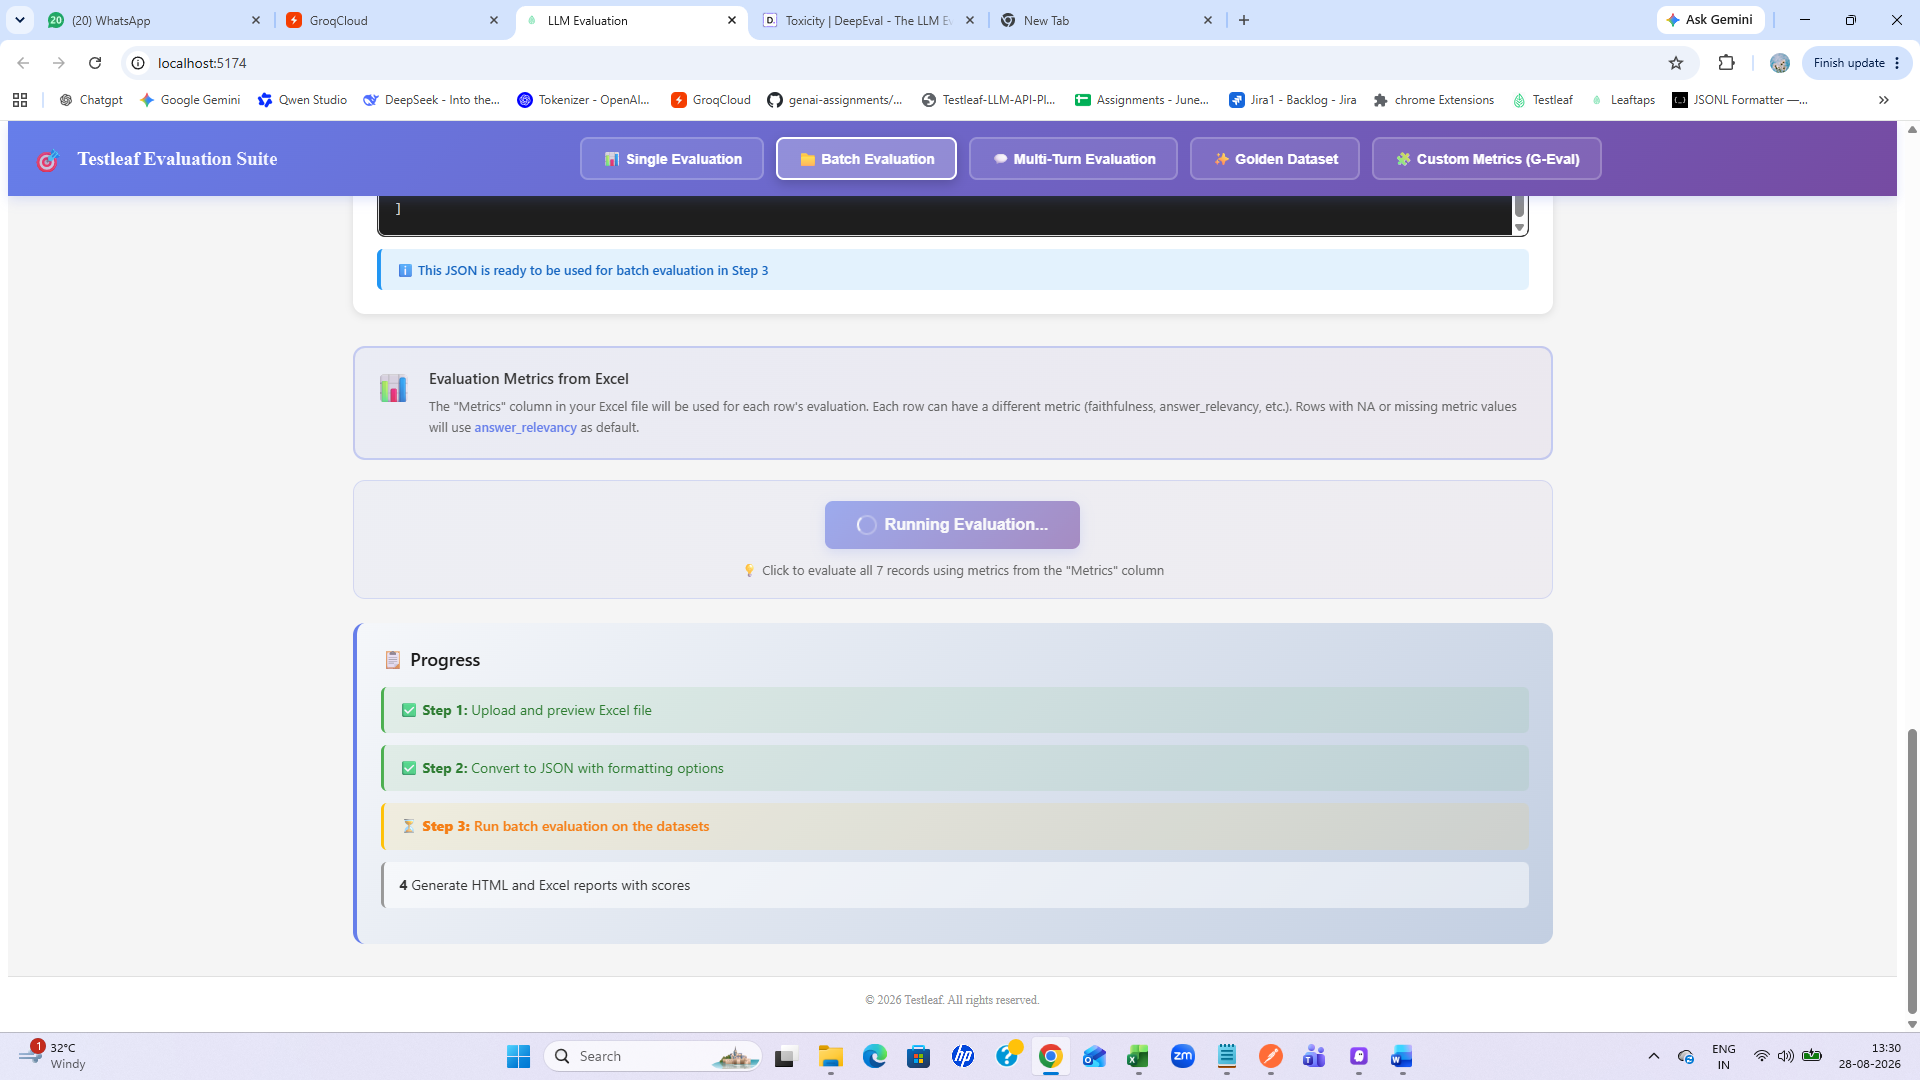 20
(20) WhatsApp
GroqCloud
LLM Evaluation
D.
Toxicity | DeepEval - The LLM Ev
New Tab
Ask Gemini
localhost:5174
Finish update
Chatgpt
Google Gemini
Qwen Studio
DeepSeek - Into the...
Tokenizer - OpenAI...
GroqCloud
genai-assignments/...
Testleaf-LLM-API-Pl...
Assignments - June...
Jira1 - Backlog - Jira
chrome Extensions
Testleaf
Leaftaps
JSONL Formatter —...
Testleaf Evaluation Suite
Single Evaluation
Batch Evaluation
Multi-Turn Evaluation
Golden Dataset
Custom Metrics (G-Eval)
]
This JSON is ready to be used for batch evaluation in Step 3
Evaluation Metrics from Excel
The "Metrics" column in your Excel file will be used for each row's evaluation. Each row can have a different metric (faithfulness, answer_relevancy, etc.). Rows with NA or missing metric values
will use answer_relevancy as default.
Running Evaluation...
Click to evaluate all 7 records using metrics from the "Metrics" column
Progress
Step 1: Upload and preview Excel file
Step 2: Convert to JSON with formatting options
Step 3: Run batch evaluation on the datasets
4 Generate HTML and Excel reports with scores
© 2026 Testleaf. All rights reserved.
1
32°C
Windy
Search
hp
zm
ENG
IN
13:30
28-08-2026